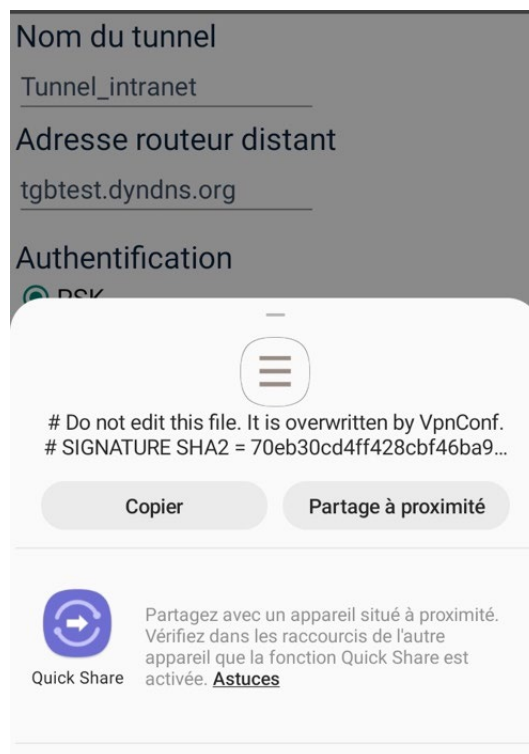 Nom du tunnel
Tunnel_intranet
Adresse routeur distant
tgbtest.dyndns.org
Authentification
PSK
# Do not edit this file. It is overwritten by VpnConf.
# SIGNATURE SHA2 = 70eb30cd4ff428cbf46ba9...
Copier
Partage à proximité
Partagez avec un appareil situé à proximité.
Vérifiez dans les raccourcis de l'autre
appareil que la fonction Quick Share est
activée. Astuces
Quick Share